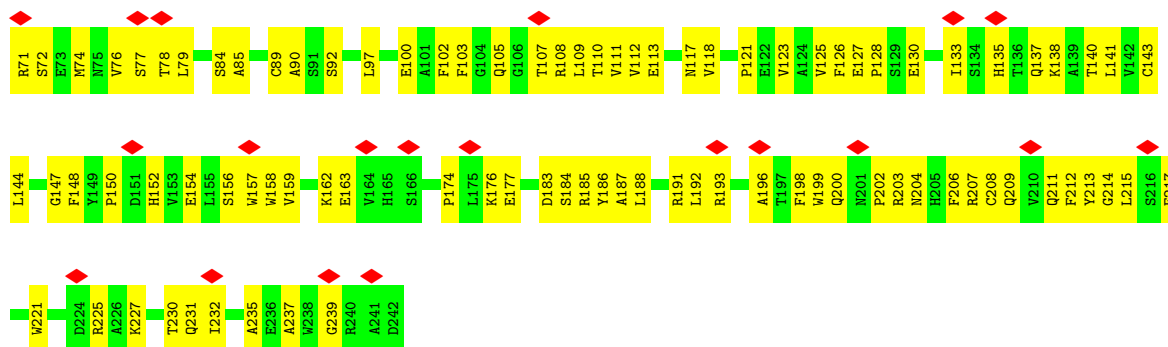 R71 S72 E73 M74 N75 V76 S77 T78 L79 S84 A85 C89 A90 S91 S92 L97 E100 A101 F102 F103 G104 Q105 G106 T107 R108 L109 T110 V111 V112 E113 N117 V118 P121 E122 V123 A124 V125 F126 E127 P128 S129 E130 I133 S134 H135 T136 Q137 K138 A139 T140 L141 V142 C143
L144 G147 F148 Y149 P150 D151 H152 V153 E154 L155 S156 W157 W158 V159 K162 E163 V164 H165 S166 P174 L175 K176 E177 D183 S184 R185 Y186 A187 L188 R191 L192 R193 A196 T197 F198 W199 Q200 N201 P202 R203 N204 H205 F206 R207 C208 Q209 V210 Q211 F212 Y213 G214 L215 S216
W221 D224 R225 A226 K227 T230 Q231 I232 A235 E236 A237 W238 G239 R240 A241 D242